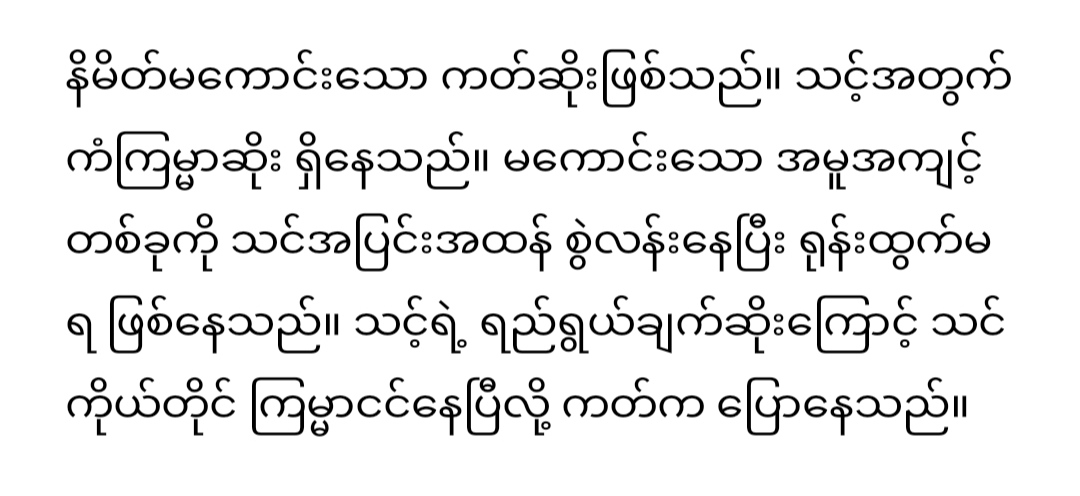 နိမိတ်မကောင်းသော ကတ်ဆိုးဖြစ်သည်။ သင့်အတွက်
ကံကြမ္မာဆိုး ရှိနေသည်။ မကောင်းသော အမူအကျင့်
တစ်ခုကို သင်အပြင်းအထန် စွဲလန်းနေပြီး ရုန်းထွက်မ
ရ ဖြစ်နေသည်။ သင့်ရဲ့ ရည်ရွယ်ချက်ဆိုးကြောင့် သင်
ကိုယ်တိုင် ကြမ္မာငင်နေပြီလို့ ကတ်က ပြောနေသည်။